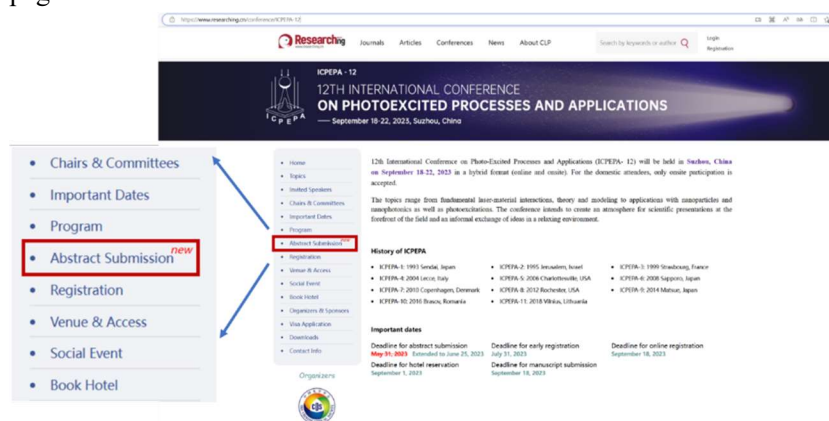 https://www.researching.cn/conference/ICPEPA-12/
Researching
Journals Articles Conferences News About CLP
Search by keywords or author
Login
Registration
ICPEPA - 12
12TH INTERNATIONAL CONFERENCE
ON PHOTOEXCITED PROCESSES AND APPLICATIONS
— September 18-22, 2023, Suzhou, China
ICPEPA
Chairs & Committees
Important Dates
Program
Abstract Submission new
Registration
Venue & Access
Social Event
Book Hotel
Home
Topics
Invited Speakers
Chairs & Committees
Important Dates
Program
Abstract Submission new
Registration
Venue & Access
Social Event
Book Hotel
Organizers & Sponsors
Visa Application
Downloads
Contact Info
Organizers
12th International Conference on Photo-Excited Processes and Applications (ICPEPA- 12) will be held in Suzhou, China
on September 18-22, 2023 in a hybrid format (online and onsite). For the domestic attendees, only onsite participation is
accepted.
The topics range from fundamental laser-material interactions, theory and modeling to applications with nanoparticles and
nanophotonics as well as photoexcitations. The conference intends to create an atmosphere for scientific presentations at the
forefront of the field and an informal exchange of ideas in a relaxing environment.
History of ICPEPA
ICPEPA-1: 1993 Sendai, Japan
ICPEPA-2: 1995 Jerusalem, Israel
ICPEPA-3: 1999 Strasbourg, France
ICPEPA-4: 2004 Lecce, Italy
ICPEPA-5: 2006 Charlottesville, USA
ICPEPA-6: 2008 Sapporo, Japan
ICPEPA-7: 2010 Copenhagen, Denmark
ICPEPA-8: 2012 Rochester, USA
ICPEPA-9: 2014 Matsue, Japan
ICPEPA-10: 2016 Brasov, Romania
ICPEPA-11: 2018 Vilnius, Lithuania
Important dates
Deadline for abstract submission
May 31, 2023 Extended to June 25, 2023
Deadline for early registration
July 31, 2023
Deadline for online registration
September 18, 2023
Deadline for hotel reservation
September 1, 2023
Deadline for manuscript submission
September 18, 2023